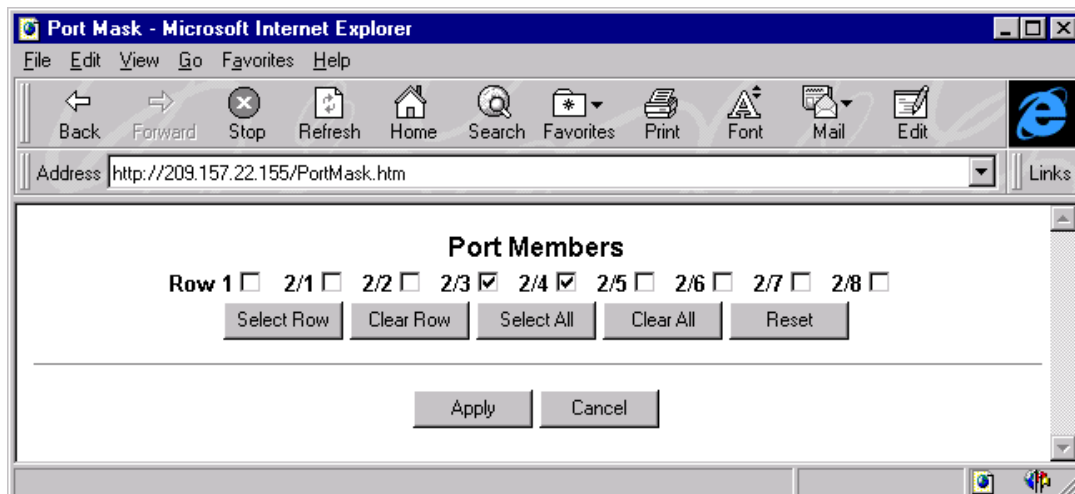 Port Mask - Microsoft Internet Explorer
File Edit View Go Favorites Help
Back Forward Stop Refresh Home Search Favorites Print Font Mail Edit
Address http://209.157.22.155/PortMask.htm Links
Port Members
Row 1 2/1 2/2 2/3 2/4 2/5 2/6 2/7 2/8
Select Row Clear Row Select All Clear All Reset
Apply Cancel